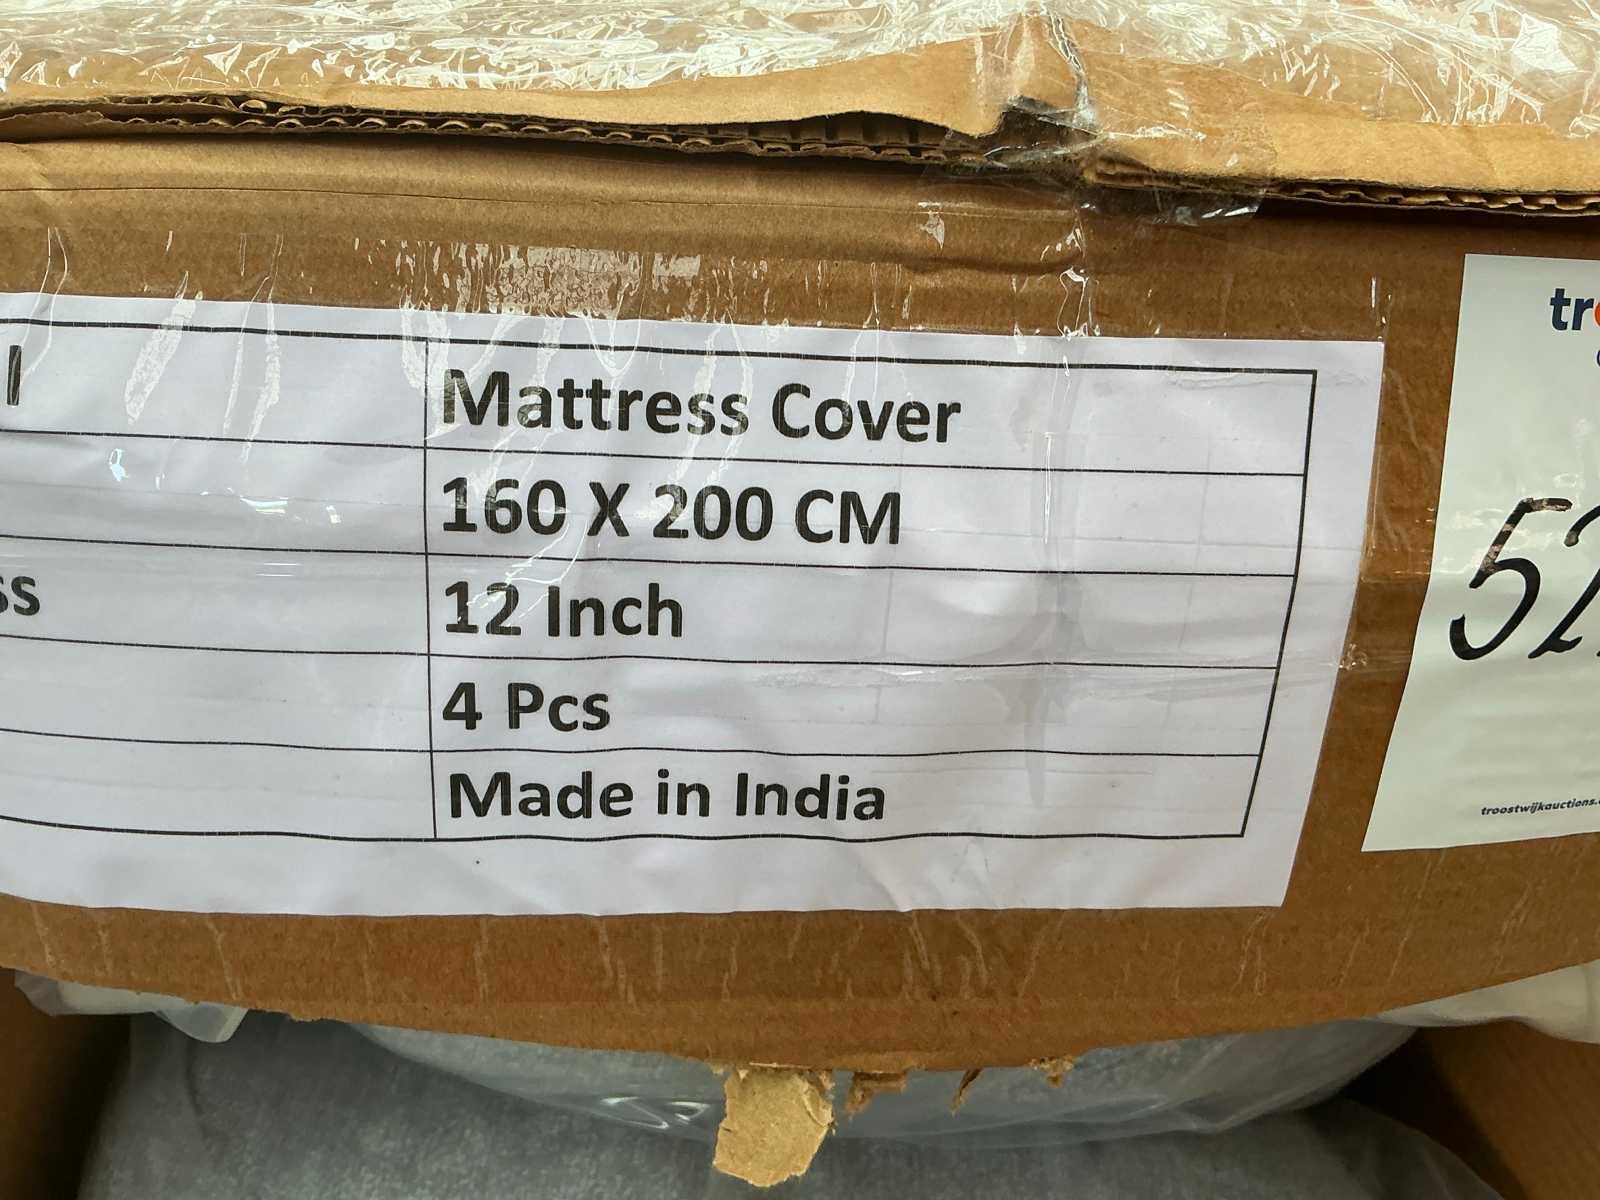 Mattress Cover
160 X 200 CM
ss 12 Inch
4 Pcs
Made in India
tr
52
troostwijkauctions.